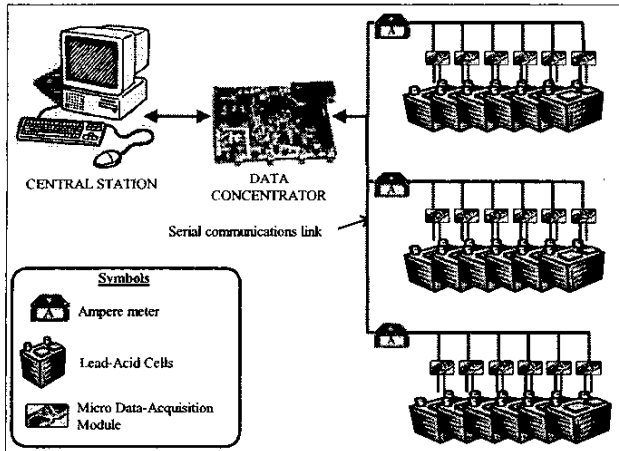 CENTRAL STATION
DATA
CONCENTRATOR
Serial communications link
Symbols
A
Ampere meter
Lead-Acid Cells
Micro Data-Acquisition
Module
A
A
A